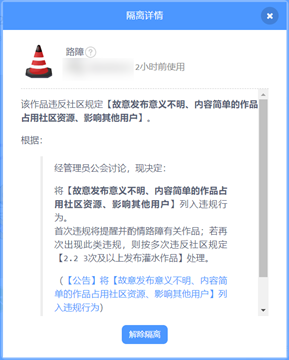 隔离详情
路障?
2小时前使用
该作品违反社区规定【故意发布意义不明、内容简单的作品
占用社区资源、影响其他用户】。
根据：
经管理员公会讨论，现决定：
将【故意发布意义不明、内容简单的作品占
用社区资源、影响其他用户】列入违规行
为。
首次违规将提醒并酌情路障有关作品；若再
次出现此类违规，则按多次违反社区规定
【2.2 3次及以上发布灌水作品】处理。
（【公告】将【故意发布意义不明、内容简
单的作品占用社区资源、影响其他用户】列
入违规行为）
解除隔离